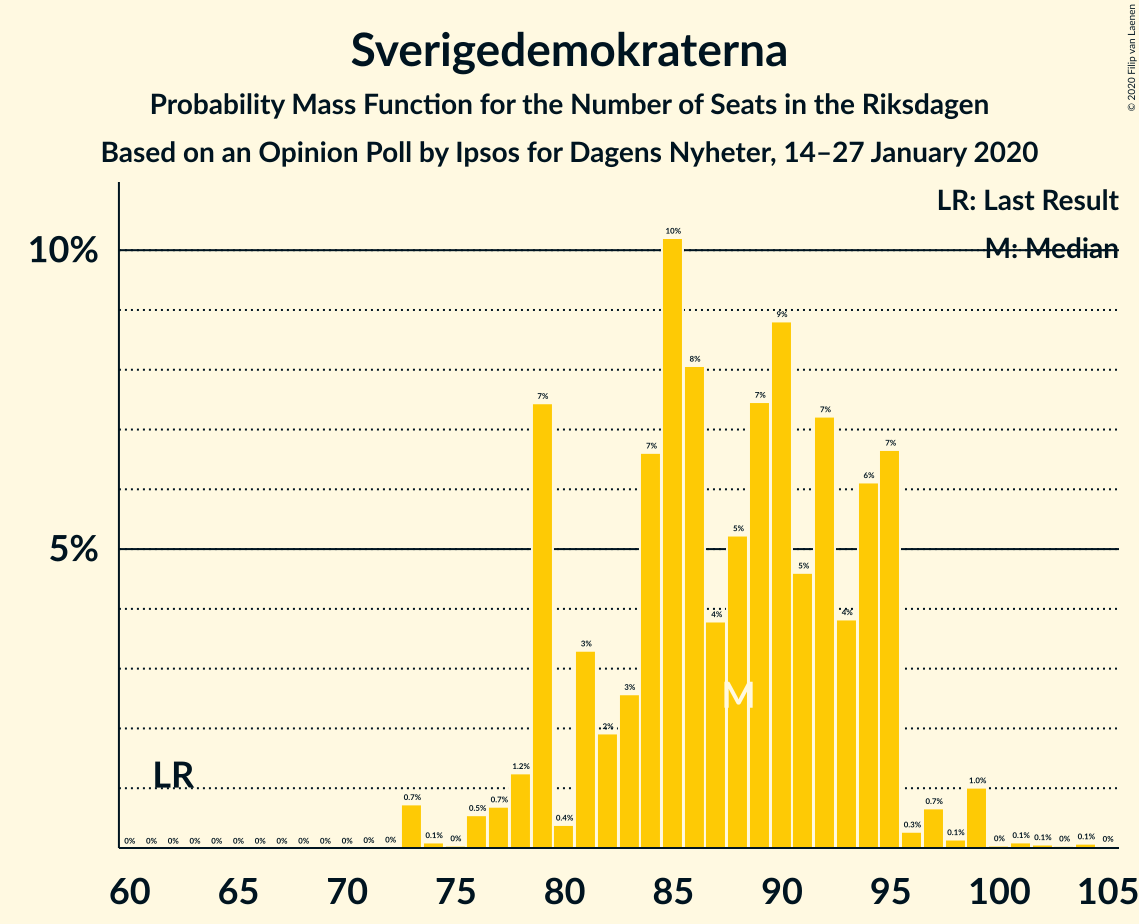 © 2020 Filip van Laenen
Sverigedemokraterna
Probability Mass Function for the Number of Seats in the Riksdagen
Based on an Opinion Poll by Ipsos for Dagens Nyheter, 14–27 January 2020
LR: Last Result
M: Median
10%
5%
LR
M
0% 0% 0% 0% 0% 0% 0% 0% 0% 0% 0% 0% 0% 0.7% 0.1% 0% 0.5% 0.7% 1.2% 7% 0.4% 3% 2% 3% 7% 10% 8% 4% 5% 7% 9% 5% 7% 4% 6% 7% 0.3% 0.7% 0.1% 1.0% 0% 0.1% 0.1% 0% 0.1% 0%
60 65 70 75 80 85 90 95 100 105